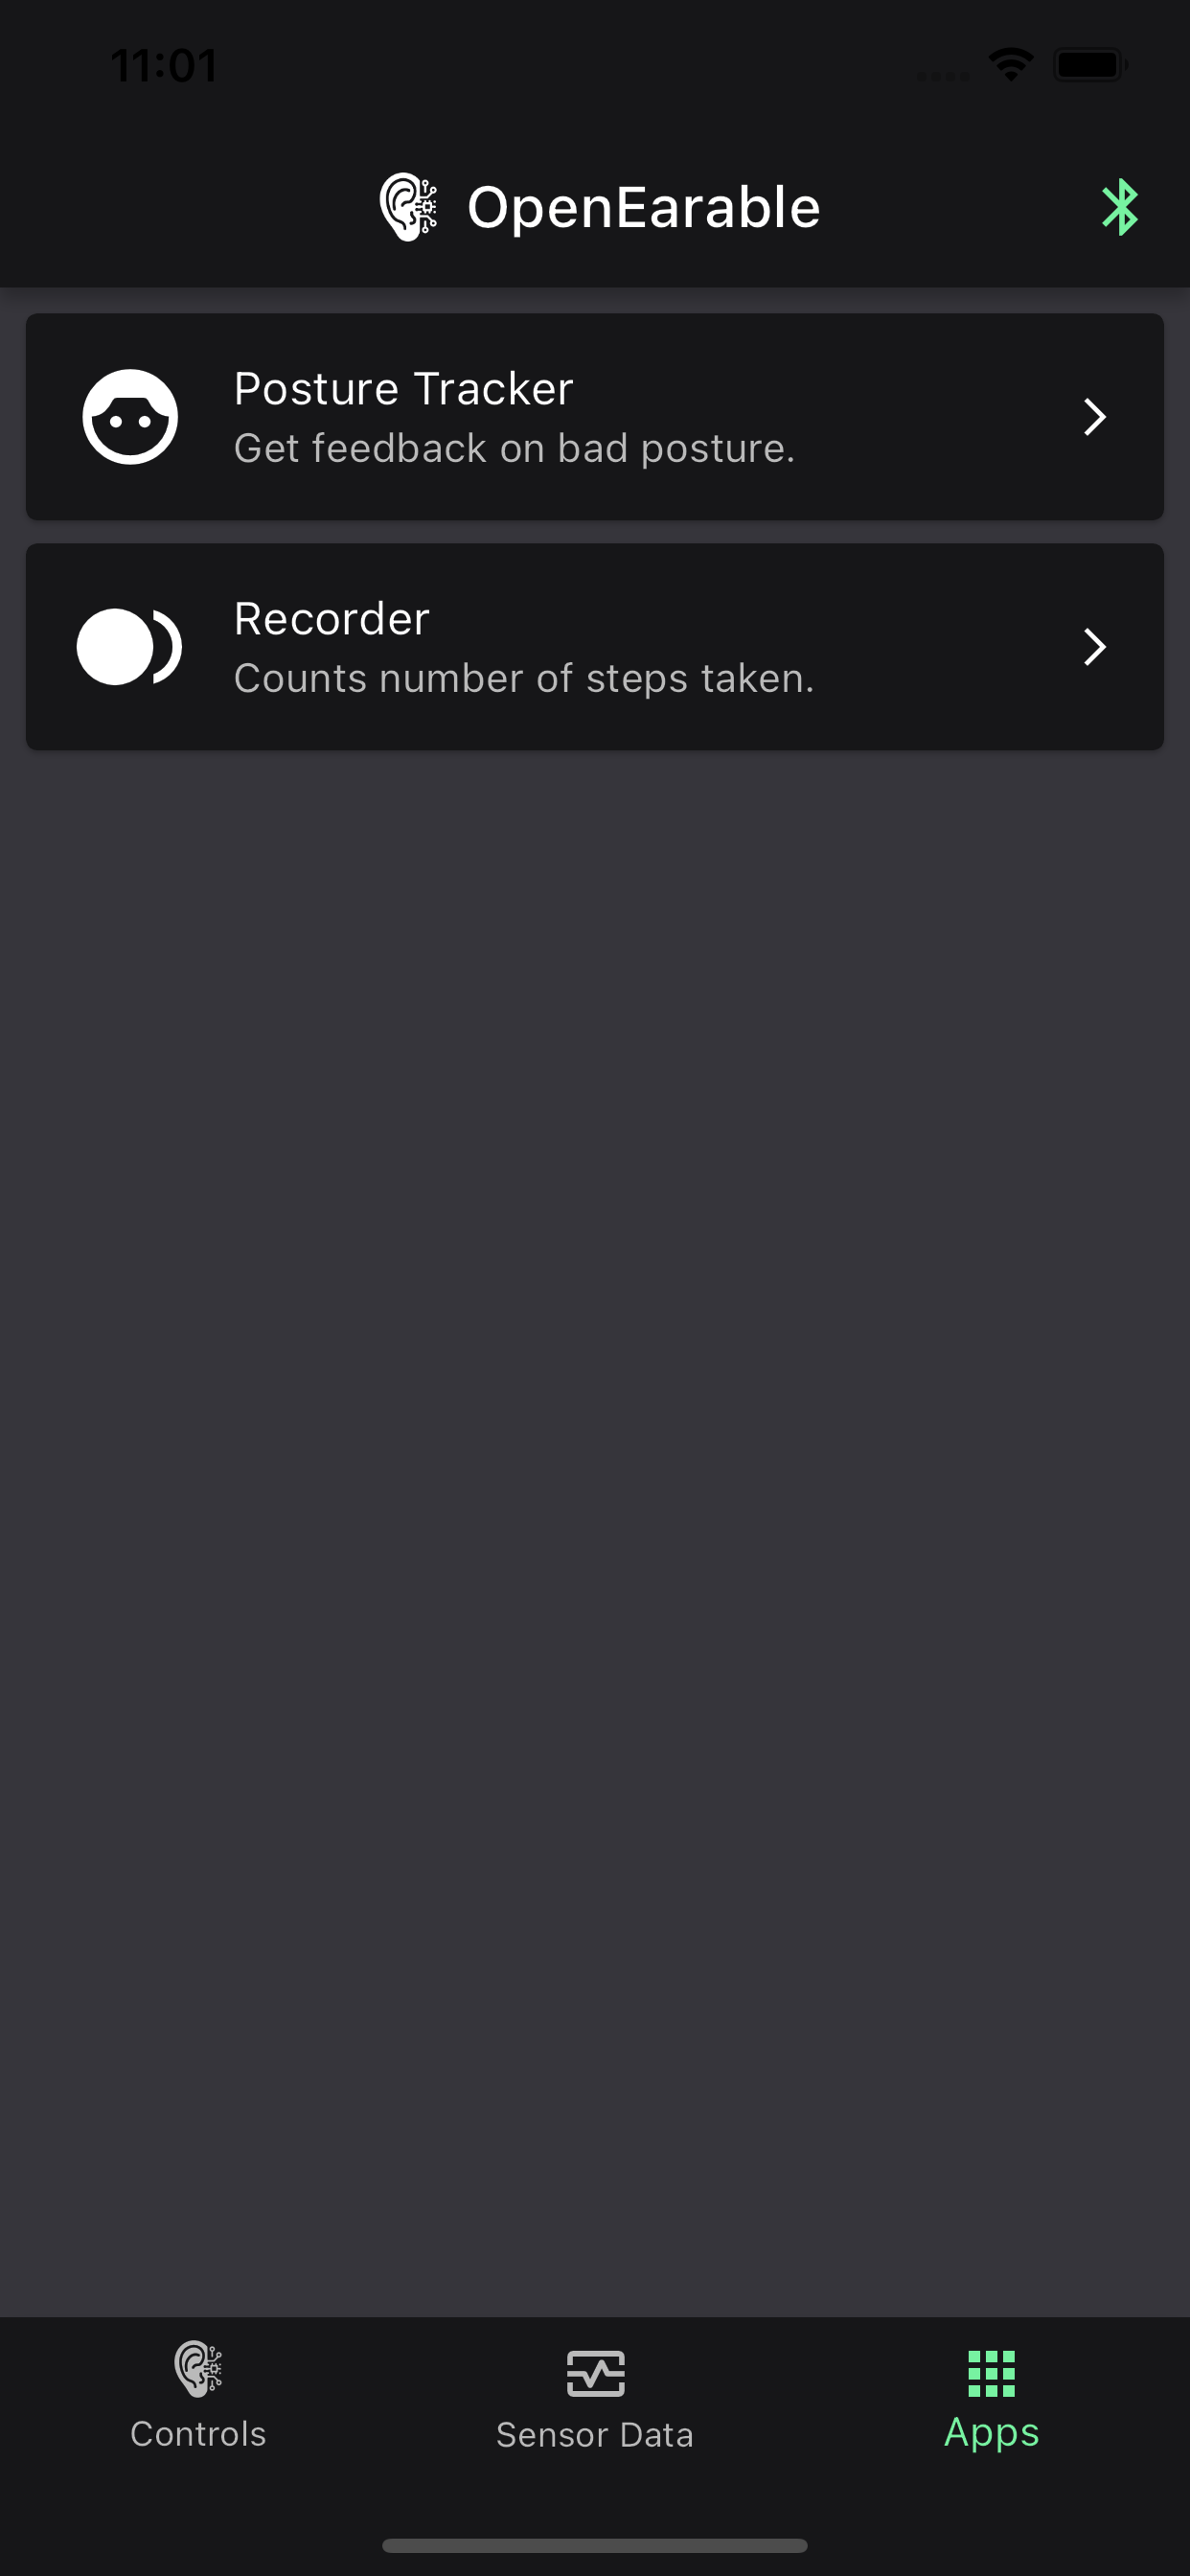 11:01
OpenEarable
Posture Tracker
Get feedback on bad posture.
Recorder
Counts number of steps taken.
Controls
Sensor Data
Apps